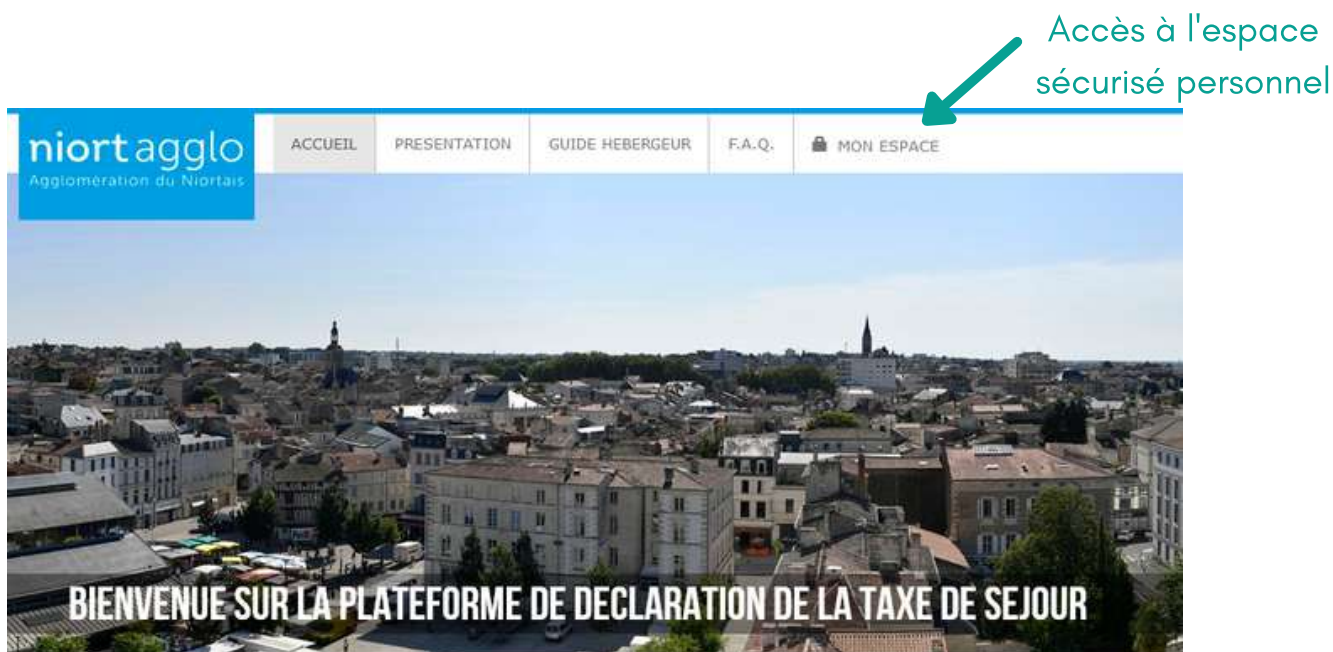 Accès à l'espace
sécurisé personnel
niortagglo
Agglomération du Niortais
ACCUEIL
PRESENTATION
GUIDE HEBERGEUR
F.A.Q.
MON ESPACE
BIENVENUE SUR LA PLATEFORME DE DECLARATION DE LA TAXE DE SEJOUR